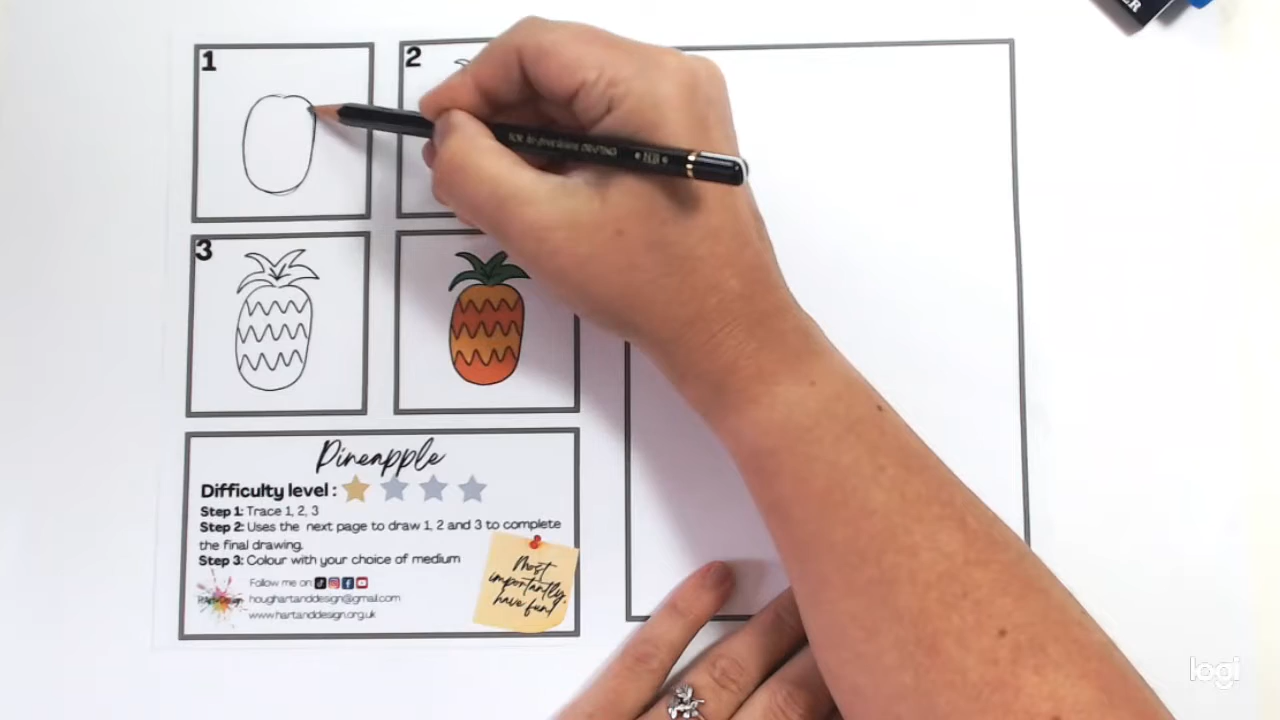 1
2
3
Pineapple
Difficulty level :
Step 1: Trace 1, 2, 3
Step 2: Uses the next page to draw 1, 2 and 3 to complete
the final drawing.
Step 3: Colour with your choice of medium
Follow me on
houghartanddesign@gmail.com
www.hartanddesign.org.uk
Most
importantly,
have fun!
HB
logi